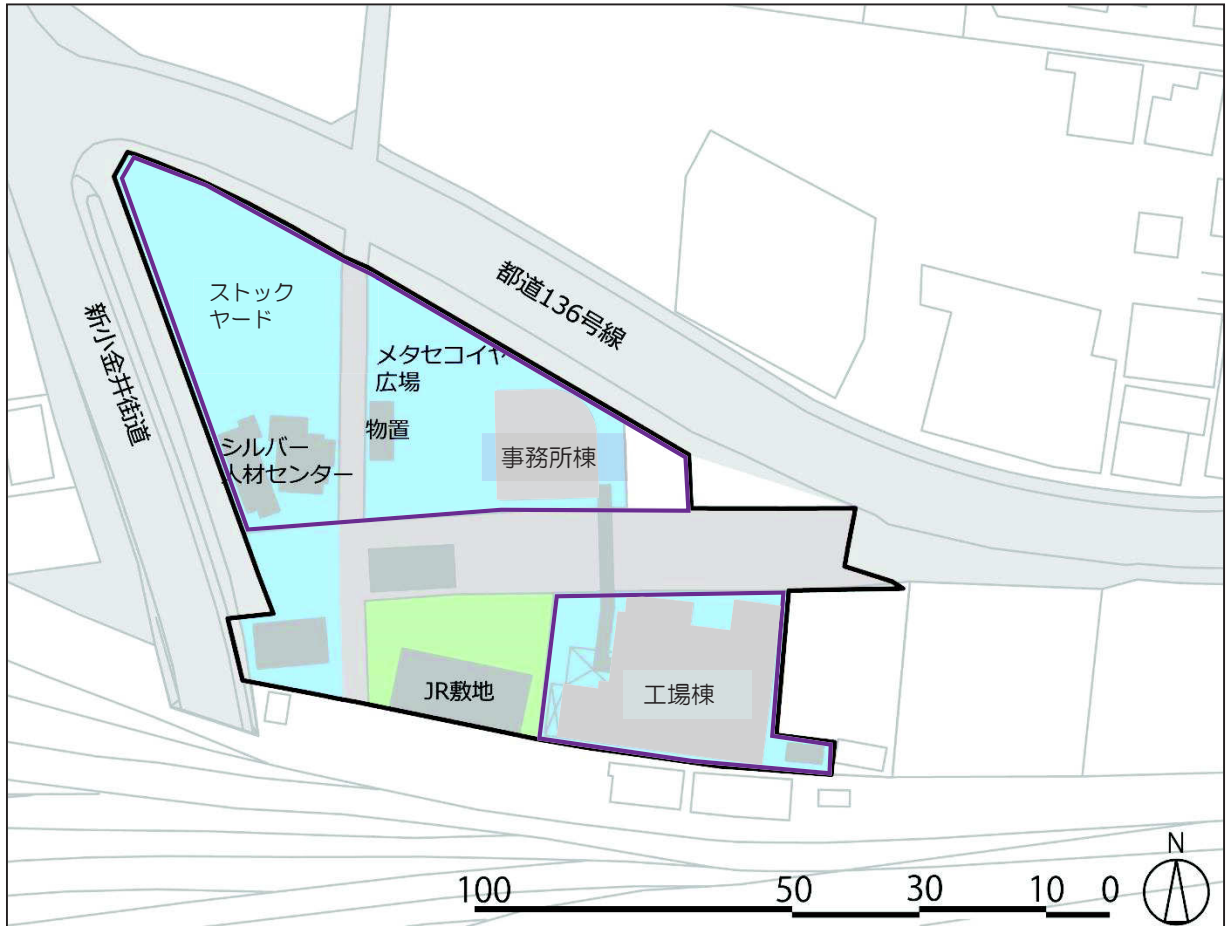 都道136号線
新小金井街道
ストック
ヤード
メタセコイヤ
広場
物置
シルバー
人材センター
事務所棟
JR敷地
工場棟
N
100 50 30 10 0